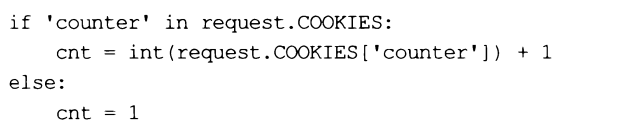 if 'counter' in request.COOKIES:
    cnt = int(request.COOKIES['counter']) + 1
else:
    cnt = 1